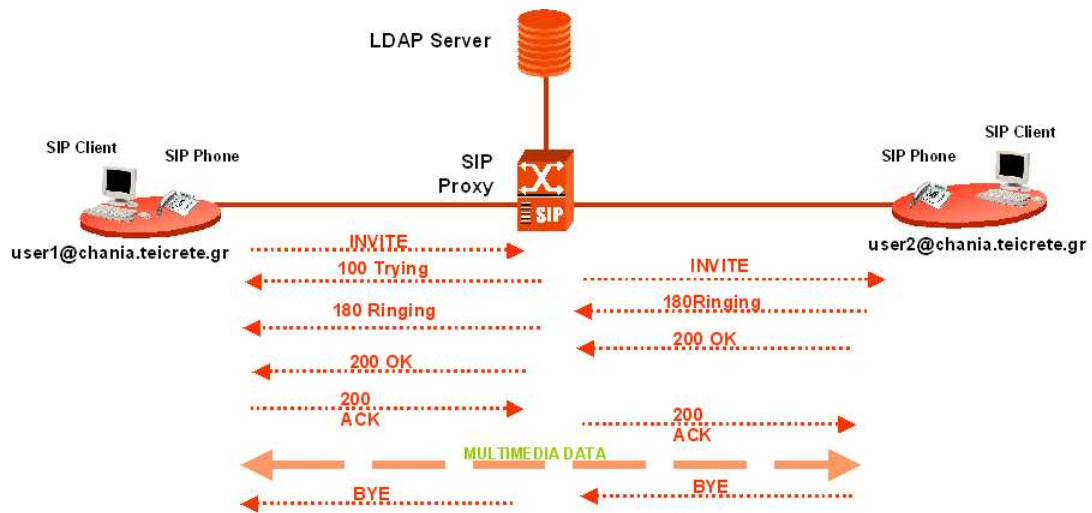 LDAP Server
SIP Client
SIP Phone
SIP
Proxy
SIP
SIP Phone
SIP Client
user1@chania.teicrete.gr
user2@chania.teicrete.gr
INVITE
100 Trying
INVITE
180 Ringing
180Ringing
200 OK
200 OK
200
ACK
200
ACK
MULTIMEDIA DATA
BYE
BYE